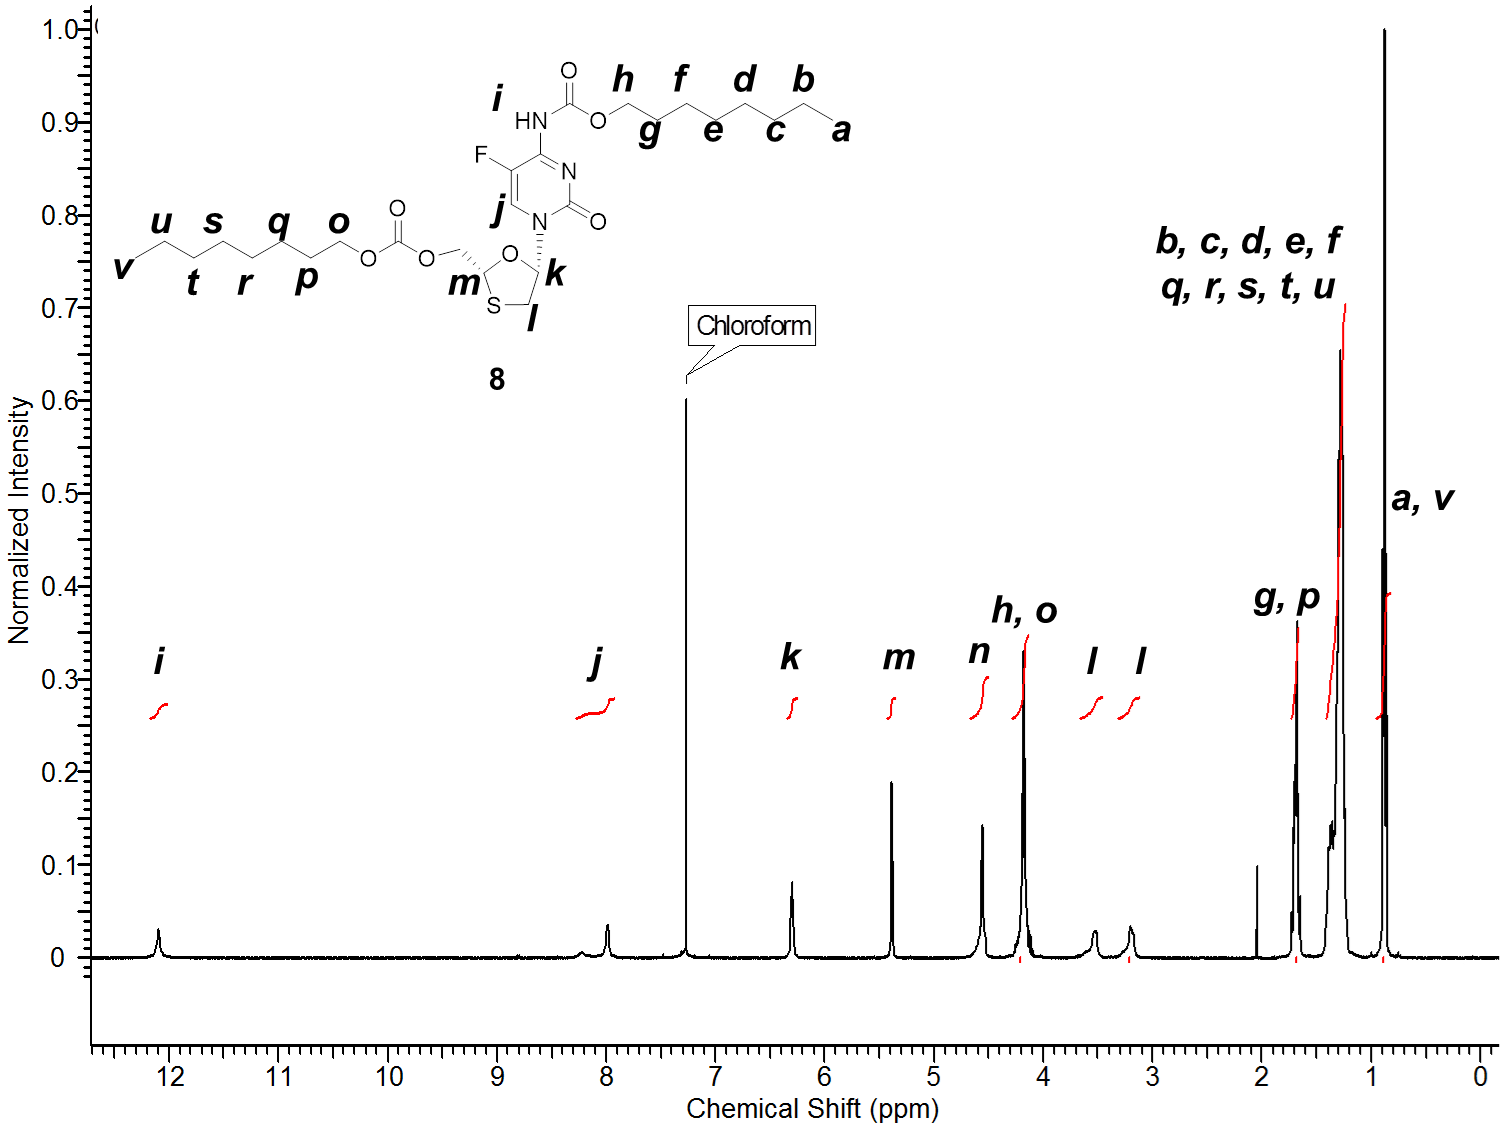 1.0
0.9
0.8
0.7
0.6
0.5
0.4
0.3
0.2
0.1
0
Normalized Intensity
O
h f d b
i
HN O
g e c a
F
N
j
N O
O
u s q o
O O O
v t r p m k
S l
8
Chloroform
b, c, d, e, f
q, r, s, t, u
a, v
g, p
h, o
i j k m n l l
12 11 10 9 8 7 6 5 4 3 2 1 0
Chemical Shift (ppm)